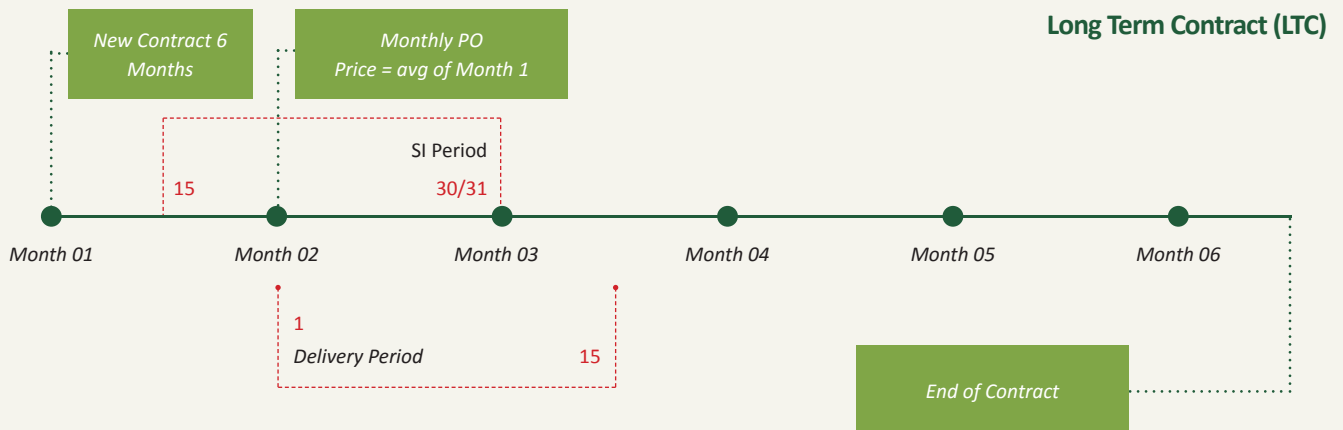 Long Term Contract (LTC)
New Contract 6
Months
Monthly PO
Price = avg of Month 1
SI Period
15
30/31
Month 01
Month 02
Month 03
Month 04
Month 05
Month 06
1
Delivery Period
15
End of Contract